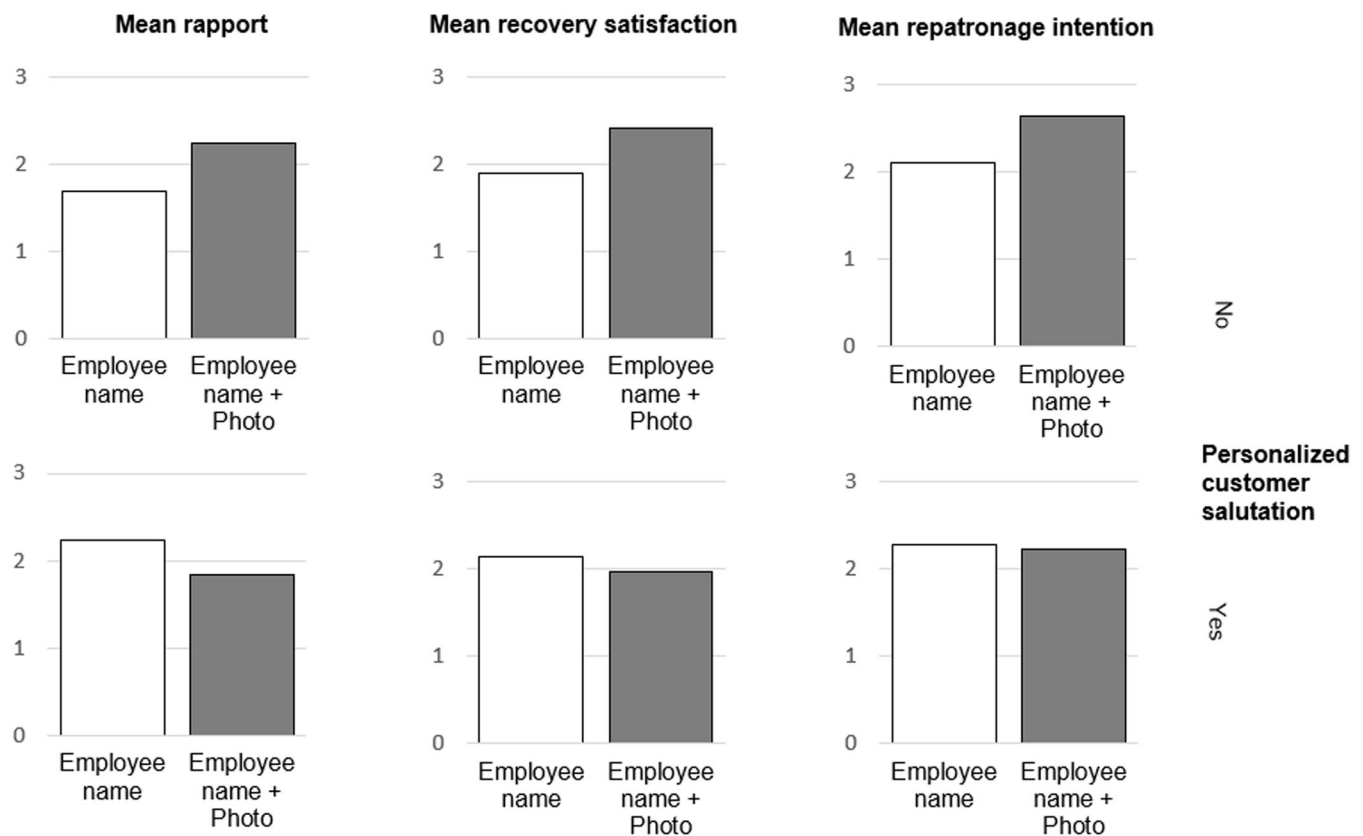 Mean rapport
Mean recovery satisfaction
Mean repatronage intention
3
2
1
0
Employee
name
Employee
name +
Photo
3
2
1
0
Employee
name
Employee
name +
Photo
3
2
1
0
Employee
name
Employee
name +
Photo
No
Personalized
customer
salutation
3
2
1
0
Employee
name
Employee
name +
Photo
3
2
1
0
Employee
name
Employee
name +
Photo
3
2
1
0
Employee
name
Employee
name +
Photo
Yes